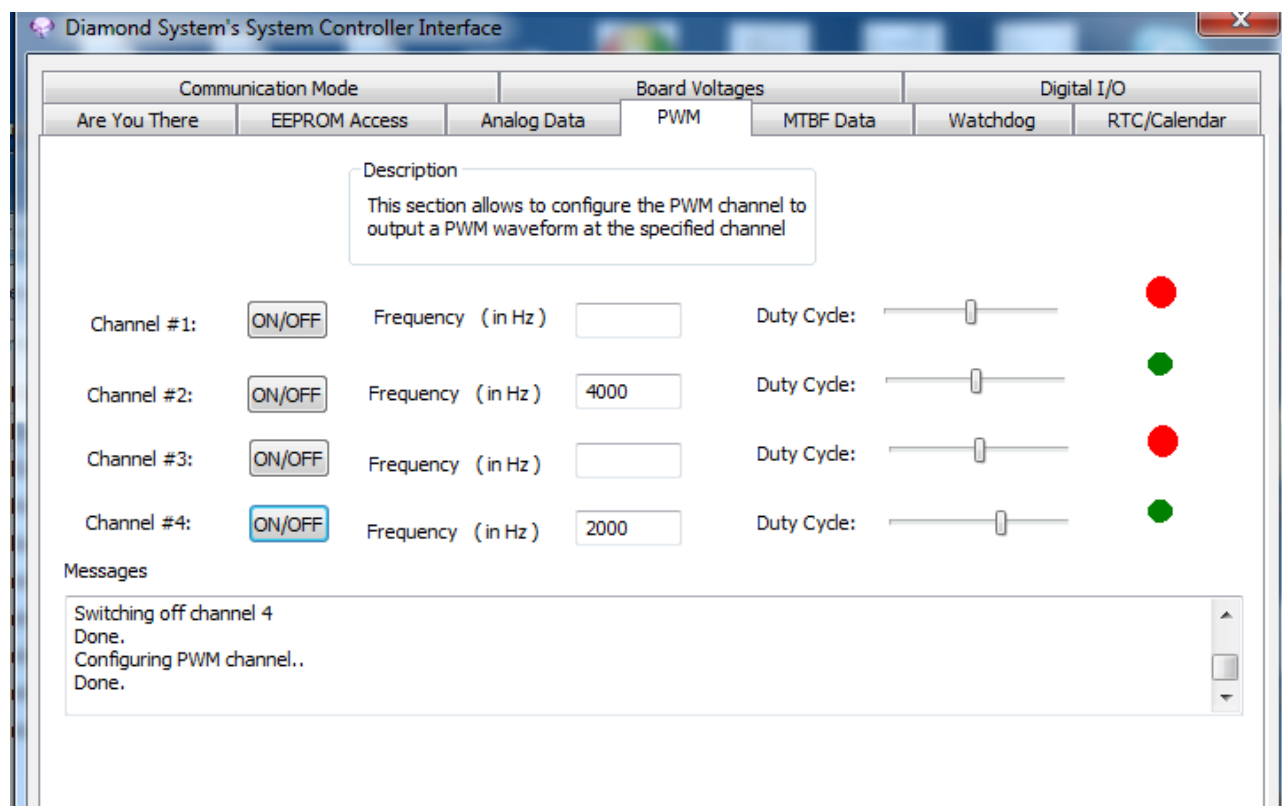 Diamond System's System Controller Interface
X
Communication Mode Board Voltages Digital I/O
Are You There EEPROM Access Analog Data PWM MTBF Data Watchdog RTC/Calendar
Description
This section allows to configure the PWM channel to
output a PWM waveform at the specified channel
Channel #1: ON/OFF Frequency ( in Hz ) Duty Cycle:
Channel #2: ON/OFF Frequency ( in Hz ) 4000 Duty Cycle:
Channel #3: ON/OFF Frequency ( in Hz ) Duty Cycle:
Channel #4: ON/OFF Frequency ( in Hz ) 2000 Duty Cycle:
Messages
Switching off channel 4
Done.
Configuring PWM channel..
Done.